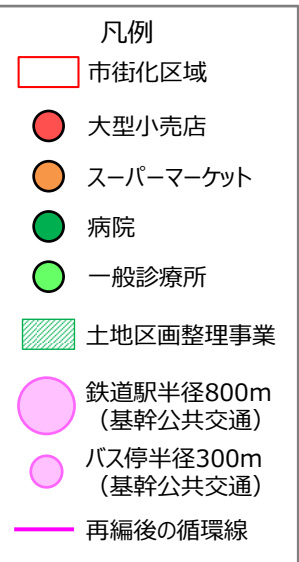 凡例
市街化区域
大型小売店
スーパーマーケット
病院
一般診療所
土地区画整理事業
鉄道駅半径800m
（基幹公共交通）
バス停半径300m
（基幹公共交通）
再編後の循環線